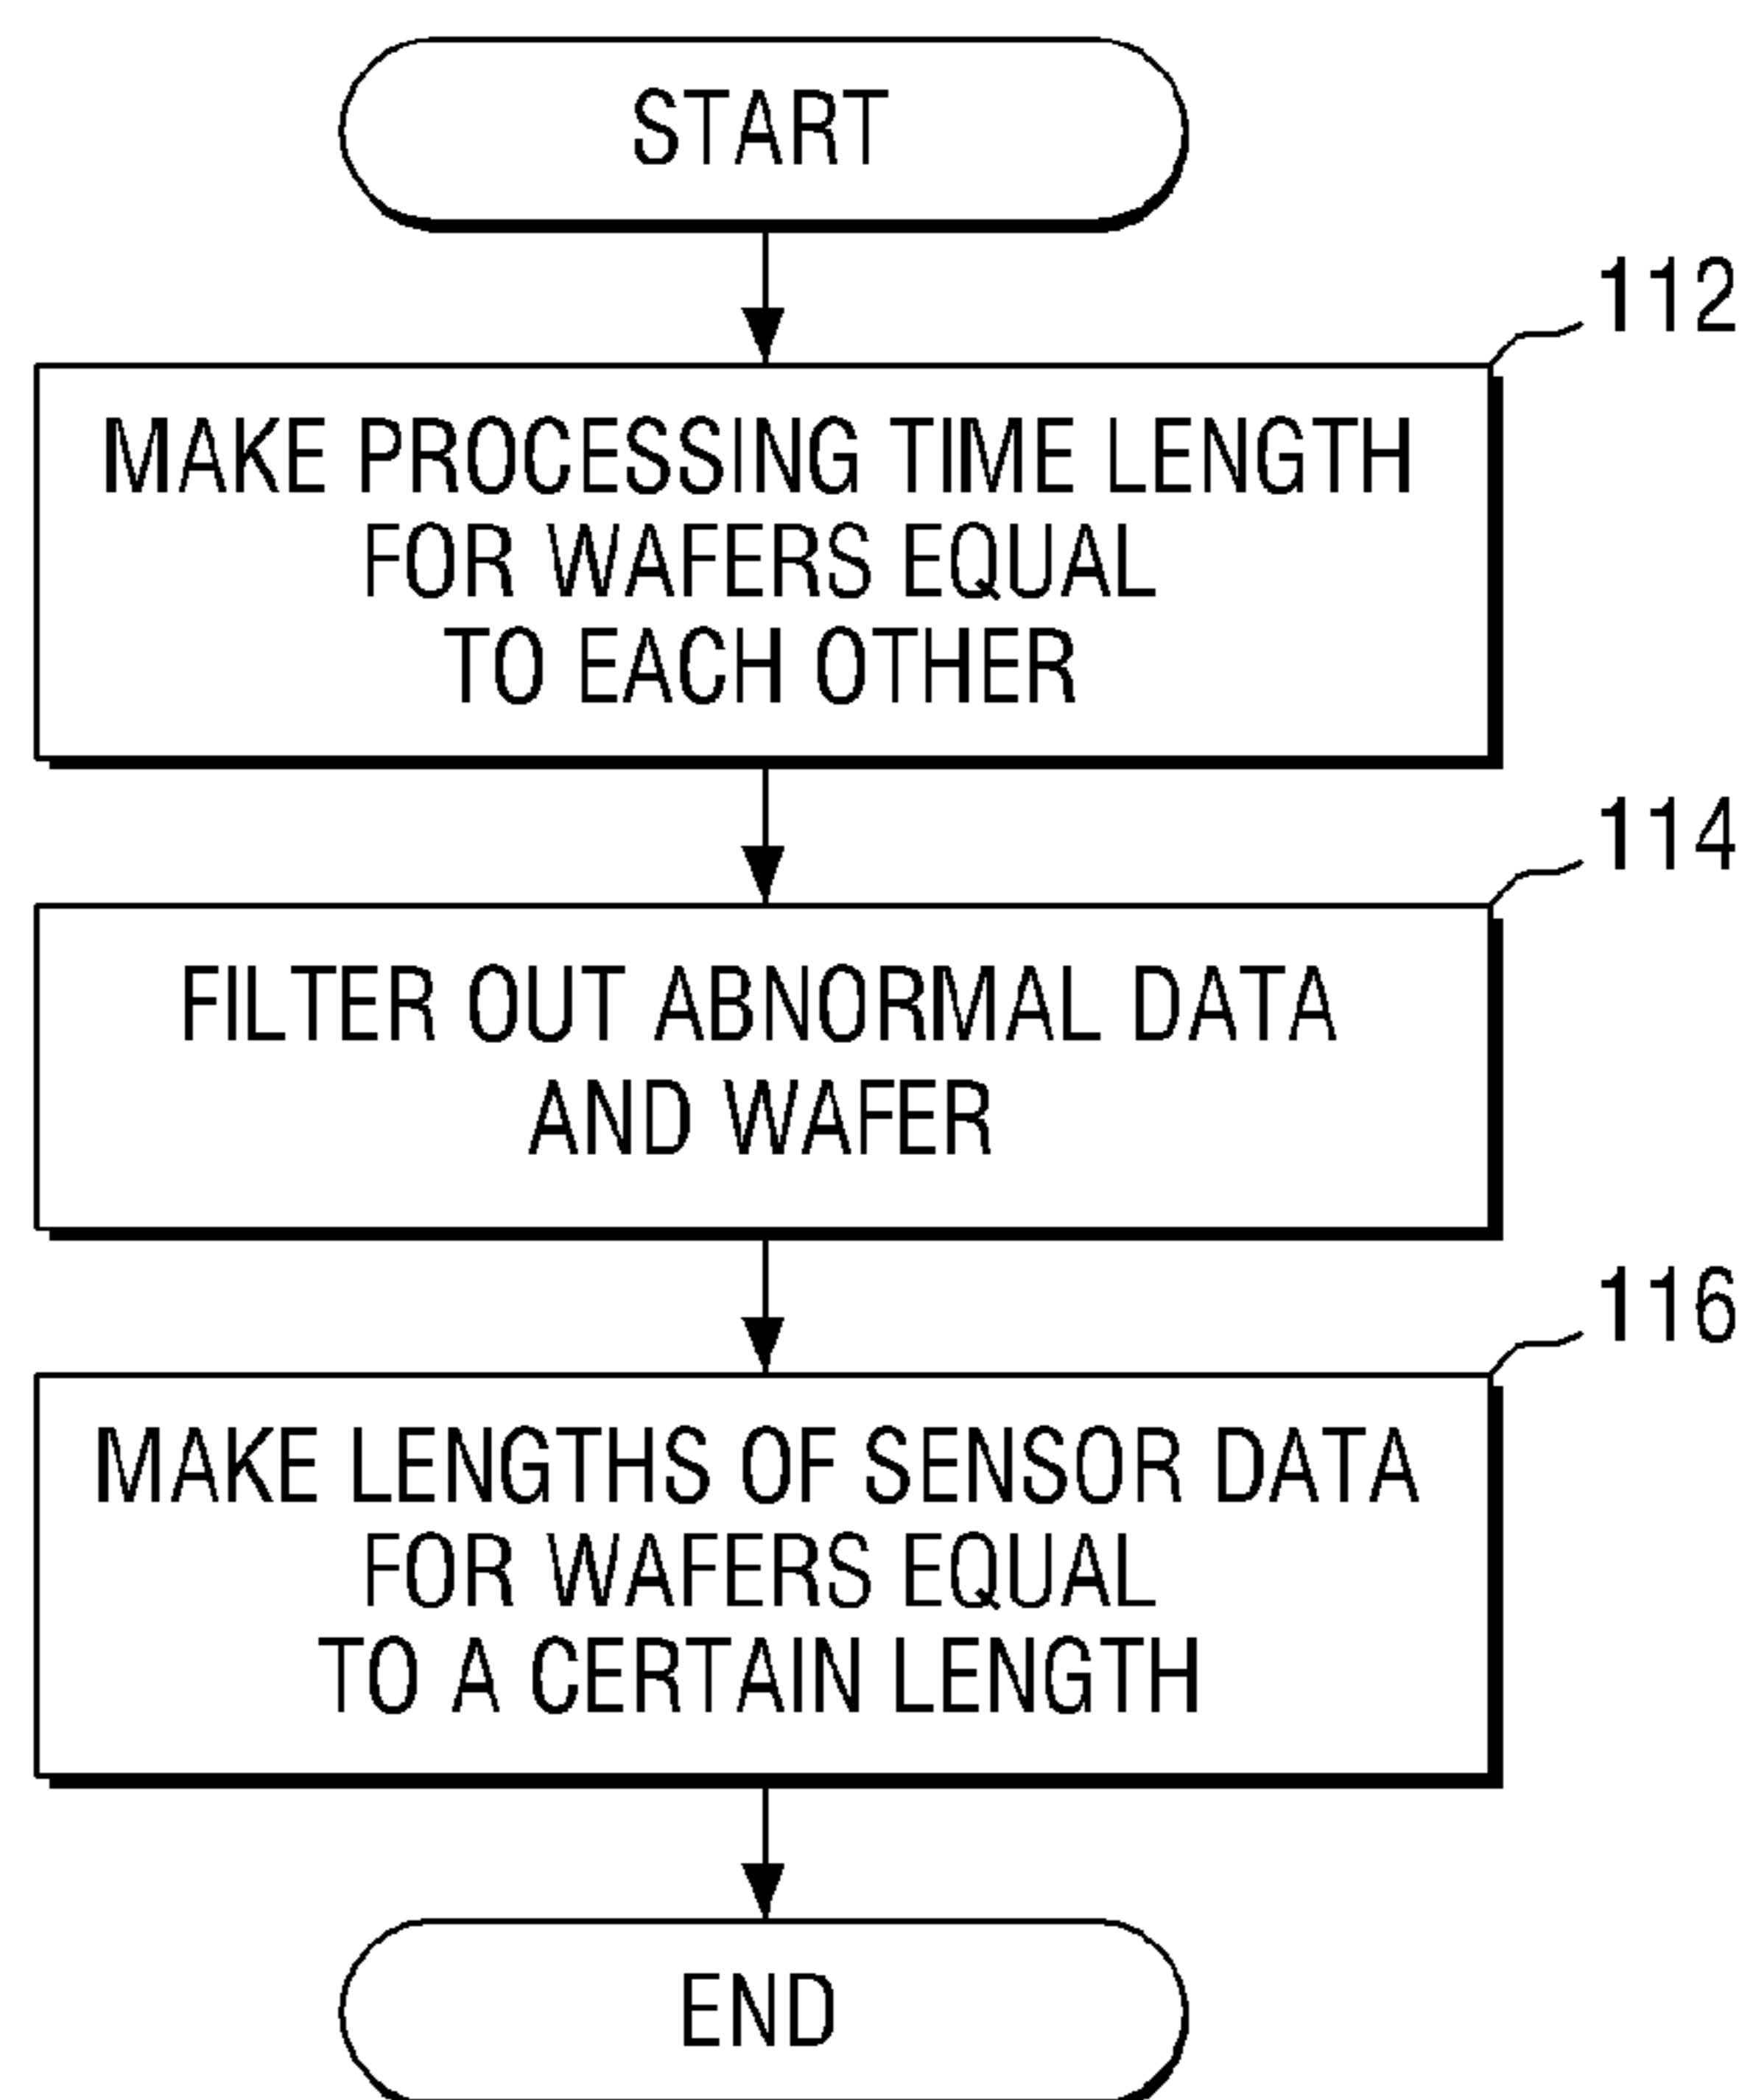 START
112
MAKE PROCESSING TIME LENGTH
FOR WAFERS EQUAL
TO EACH OTHER
114
FILTER OUT ABNORMAL DATA
AND WAFER
116
MAKE LENGTHS OF SENSOR DATA
FOR WAFERS EQUAL
TO A CERTAIN LENGTH
END